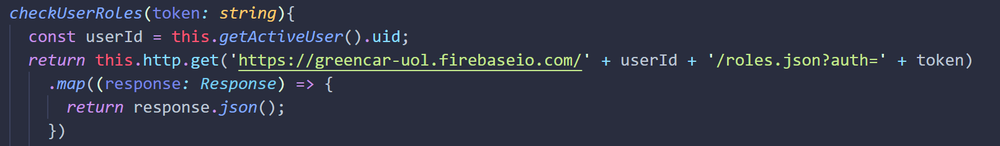 checkUserRoles(token: string){
const userId = this.getActiveUser().uid;
return this.http.get('https://greencar-uol.firebaseio.com/' + userId + '/roles.json?auth=' + token)
.map((response: Response) => {
return response.json();
})